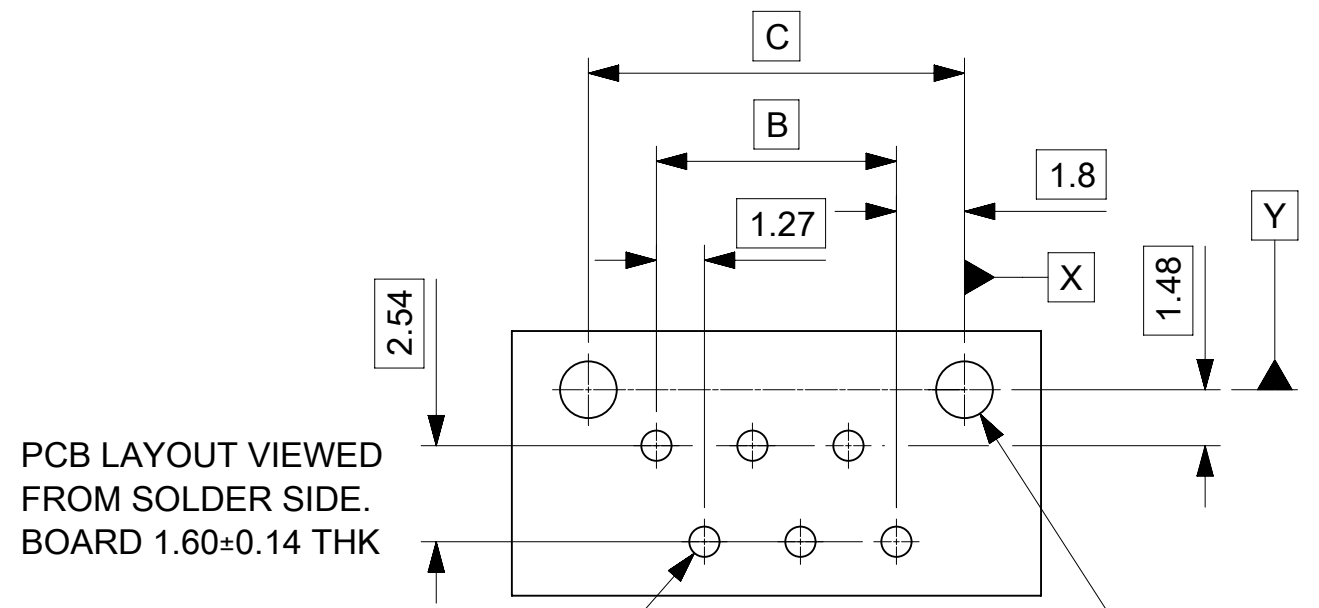 C
B
1.8
1.27
Y
X
1.48
2.54
PCB LAYOUT VIEWED
FROM SOLDER SIDE.
BOARD 1.60±0.14 THK